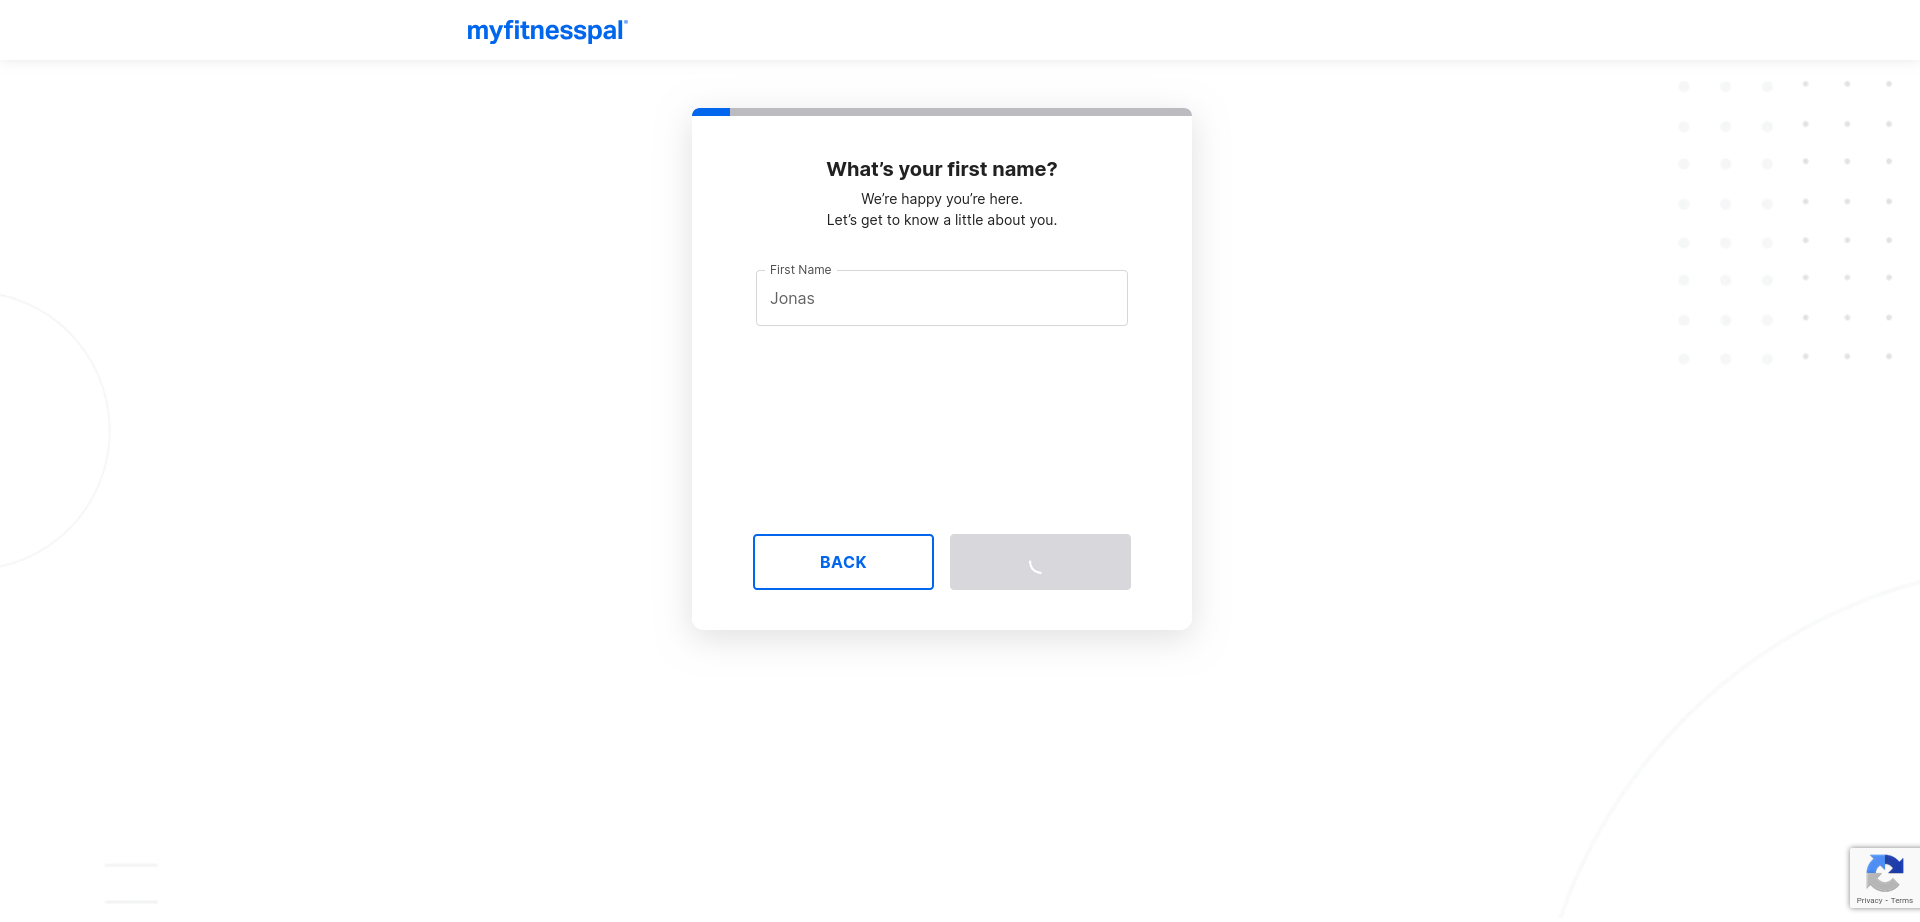 myfitnesspal®
What’s your first name?
We’re happy you’re here.
Let’s get to know a little about you.
First Name
Jonas
BACK
Privacy - Terms